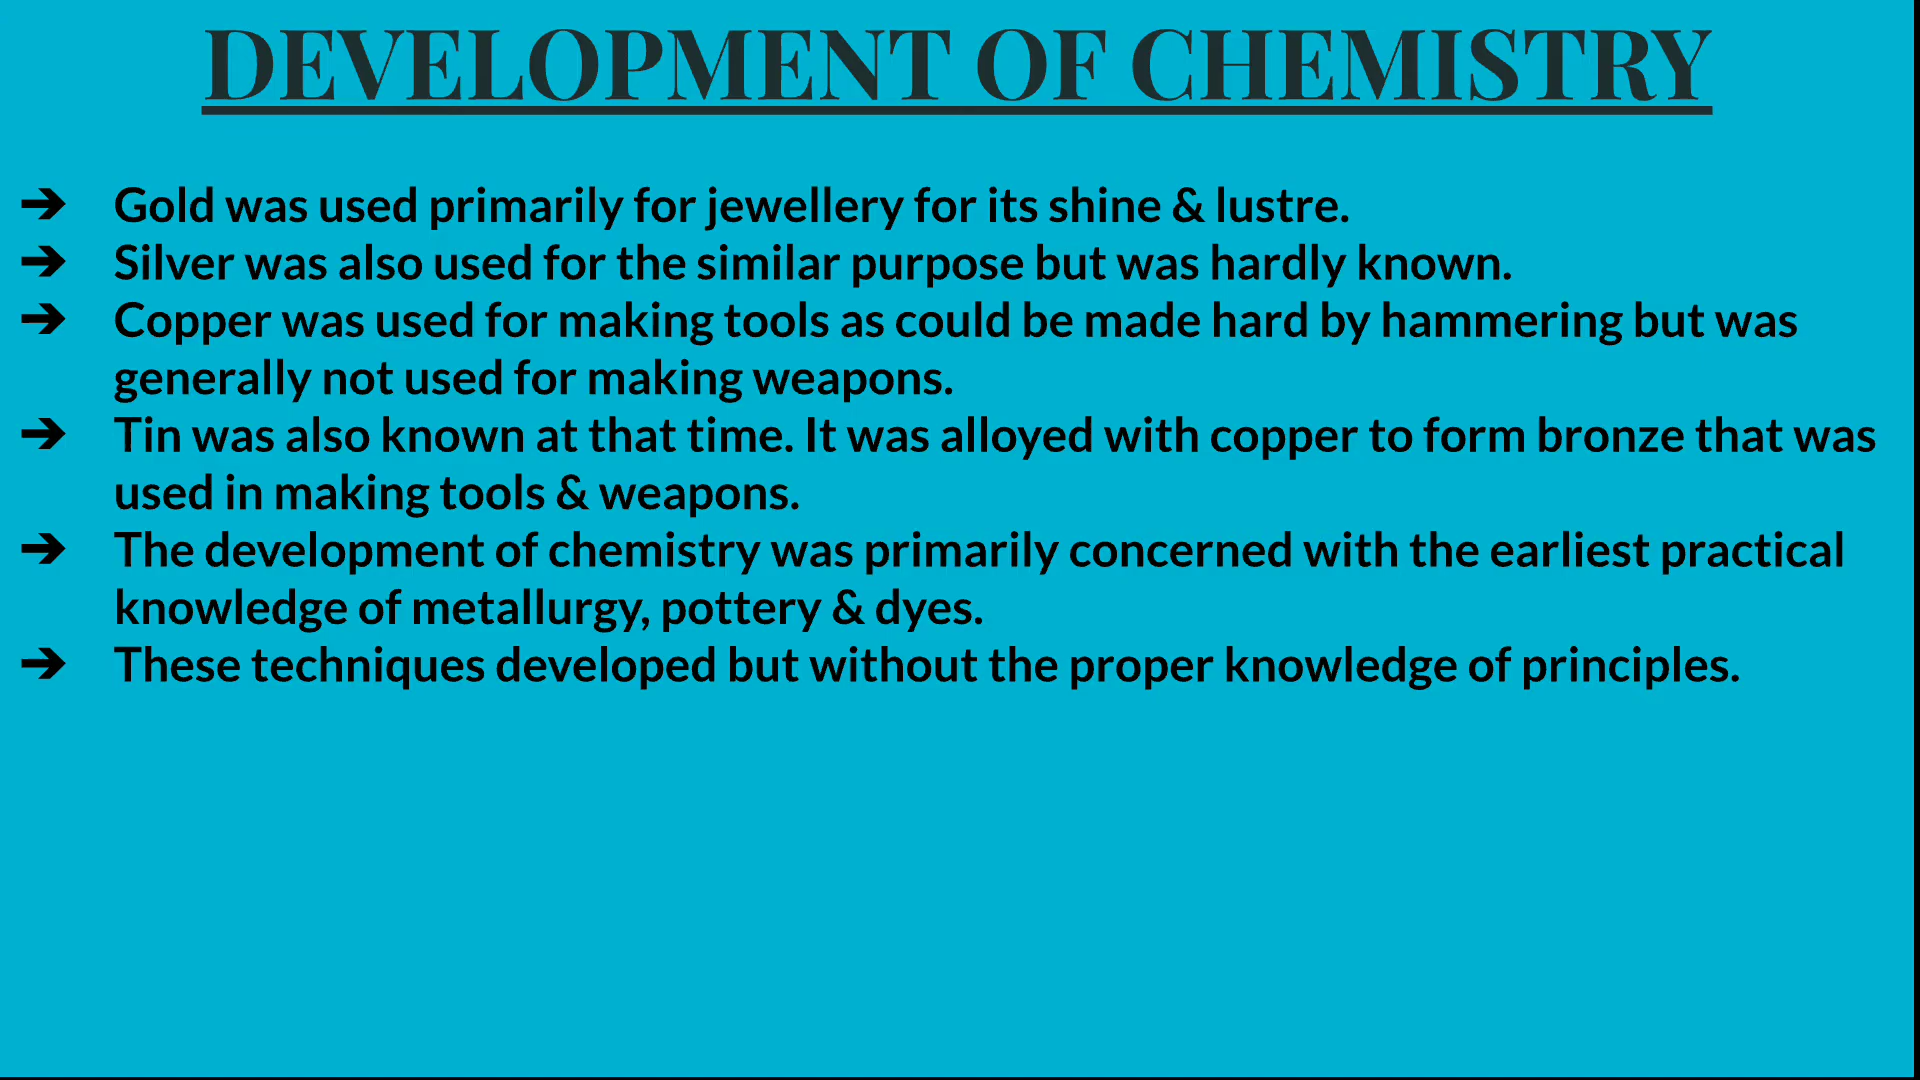 DEVELOPMENT OF CHEMISTRY
➔ Gold was used primarily for jewellery for its shine & lustre.
➔ Silver was also used for the similar purpose but was hardly known.
➔ Copper was used for making tools as could be made hard by hammering but was
generally not used for making weapons.
➔ Tin was also known at that time. It was alloyed with copper to form bronze that was
used in making tools & weapons.
➔ The development of chemistry was primarily concerned with the earliest practical
knowledge of metallurgy, pottery & dyes.
➔ These techniques developed but without the proper knowledge of principles.